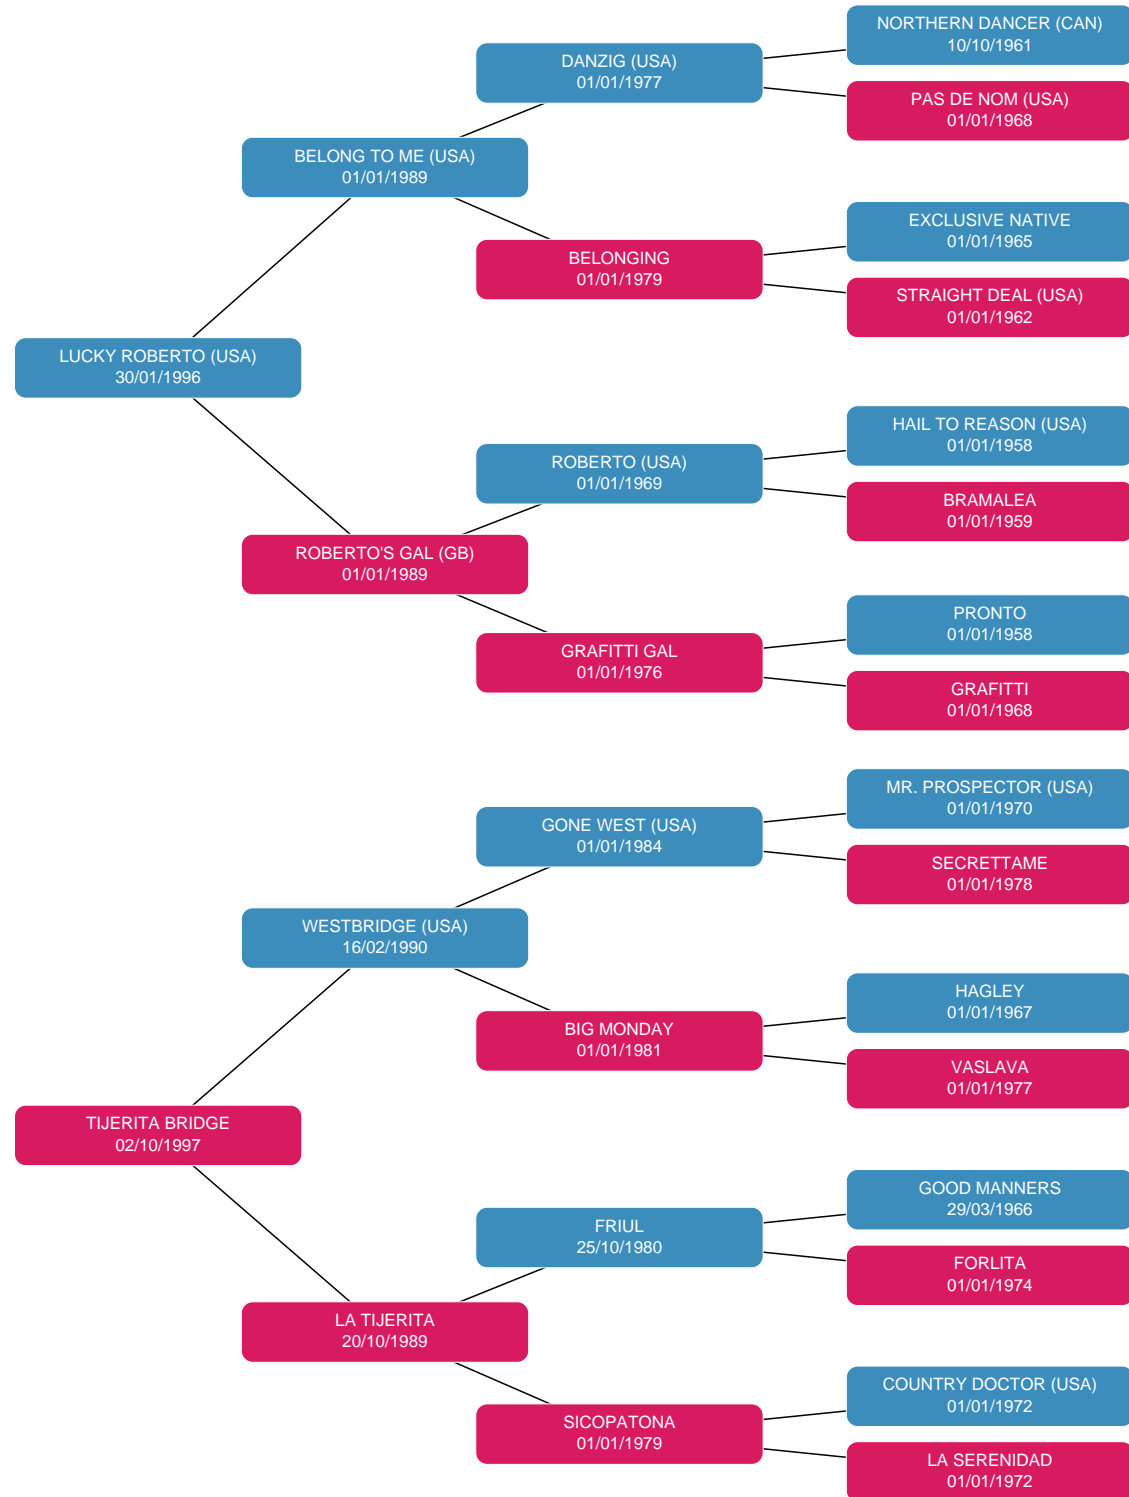 NORTHERN DANCER (CAN)
10/10/1961
DANZIG (USA)
01/01/1977
PAS DE NOM (USA)
01/01/1968
BELONG TO ME (USA)
01/01/1989
EXCLUSIVE NATIVE
01/01/1965
BELONGING
01/01/1979
STRAIGHT DEAL (USA)
01/01/1962
LUCKY ROBERTO (USA)
30/01/1996
HAIL TO REASON (USA)
01/01/1958
ROBERTO (USA)
01/01/1969
BRAMALEA
01/01/1959
ROBERTO'S GAL (GB)
01/01/1989
PRONTO
01/01/1958
GRAFITTI GAL
01/01/1976
GRAFITTI
01/01/1968
MR. PROSPECTOR (USA)
01/01/1970
GONE WEST (USA)
01/01/1984
SECRETTAME
01/01/1978
WESTBRIDGE (USA)
16/02/1990
HAGLEY
01/01/1967
BIG MONDAY
01/01/1981
VASLAVA
01/01/1977
TIJERITA BRIDGE
02/10/1997
GOOD MANNERS
29/03/1966
FRIUL
25/10/1980
FORLITA
01/01/1974
LA TIJERITA
20/10/1989
COUNTRY DOCTOR (USA)
01/01/1972
SICOPATONA
01/01/1979
LA SERENIDAD
01/01/1972